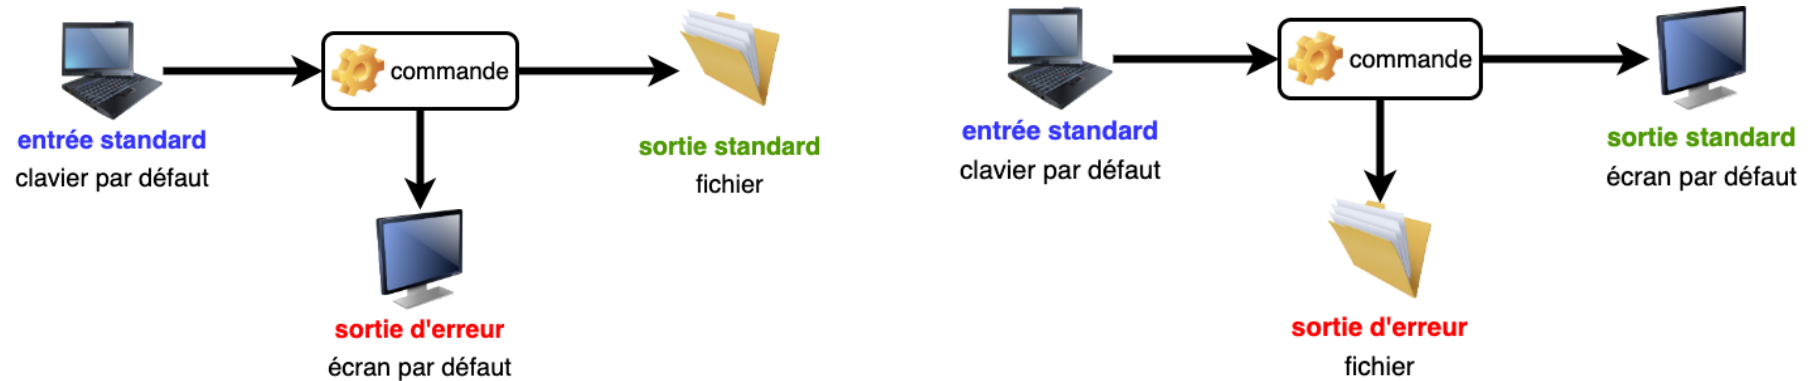 commande
entrée standard
clavier par défaut
sortie standard
fichier
sortie d'erreur
écran par défaut
commande
entrée standard
clavier par défaut
sortie standard
écran par défaut
sortie d'erreur
fichier